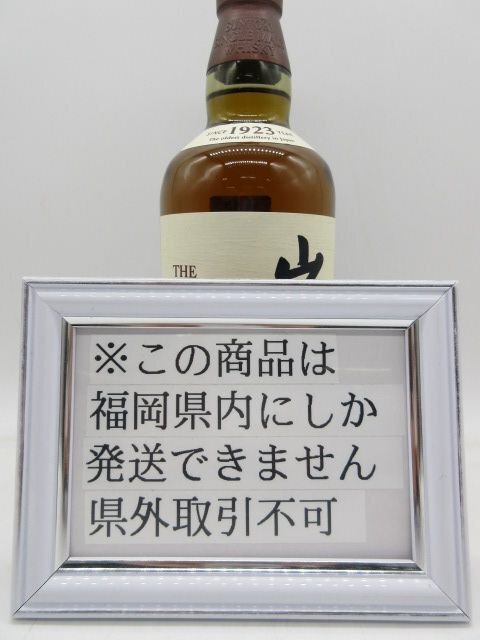 SINCE 1923
The oldest distillery in Japan
THE
山
※この商品は
福岡県内にしか
発送できません
県外取引不可